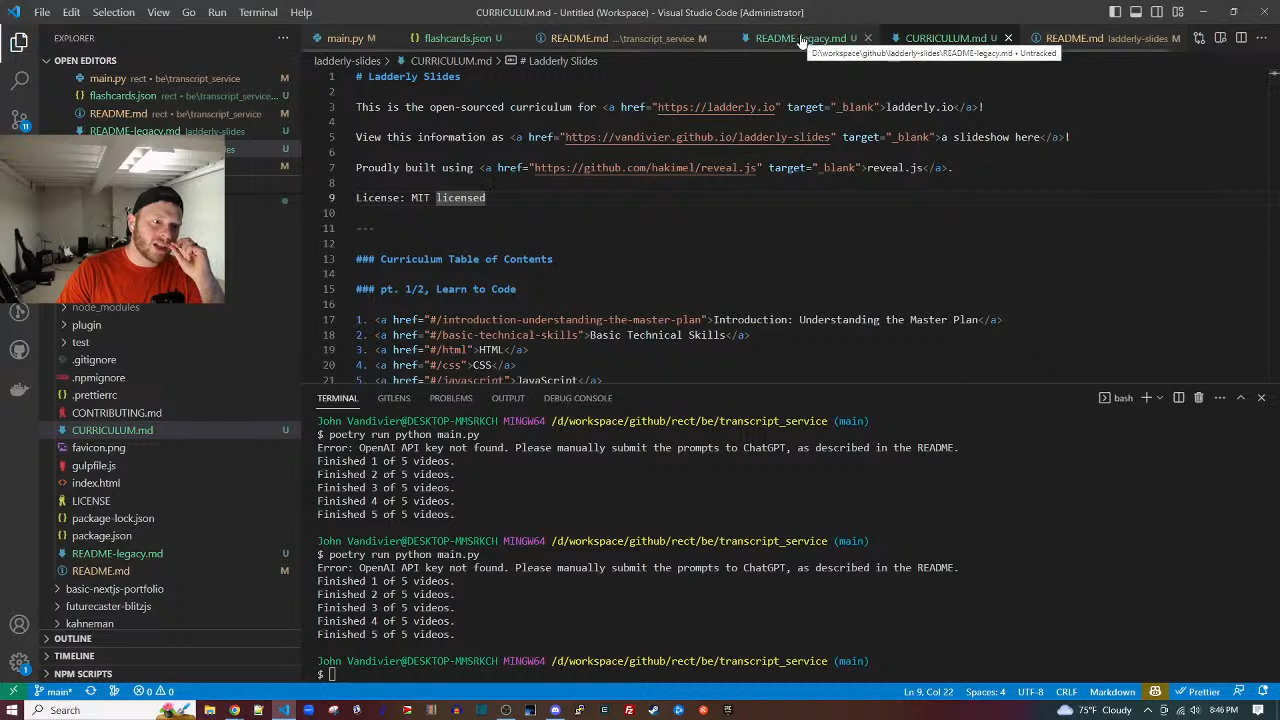 File Edit Selection View Go Run Terminal Help CURRICULUM.md - Untitled (Workspace) - Visual Studio Code [Administrator]
EXPLORER
main.py M flashcards.json README.md ...\transcript_service M README-legacy.md U CURRICULUM.md U README.md ladderly-slides M
D:\workspace\github\ladderly-slides\README-legacy.md • Untracked
OPEN EDITORS
main.py rect • be\transcript_service M
flashcards.json rect • be\transcript_service...
README.md rect • be\transcript_service M
README-legacy.md ladderly-slides U
U
M
node_modules
plugin
test
.gitignore
.npmignore
.prettierrc
CONTRIBUTING.md
CURRICULUM.md U
favicon.png
gulpfile.js
index.html
LICENSE
package-lock.json
package.json
README-legacy.md U
README.md M
basic-nextjs-portfolio
futurecaster-blitzjs
kahneman
OUTLINE
TIMELINE
NPM SCRIPTS
CURRICULUM.md > # Ladderly Slides
1 # Ladderly Slides
2
3 This is the open-sourced curriculum for <a href="https://ladderly.io" target="_blank">ladderly.io</a>!
4
5 View this information as <a href="https://vandivier.github.io/ladderly-slides" target="_blank">a slideshow here</a>!
6
7 Proudly built using <a href="https://github.com/hakimel/reveal.js" target="_blank">reveal.js</a>.
8
9 License: MIT licensed
10
11 ---
12
13 ### Curriculum Table of Contents
14
15 ### pt. 1/2, Learn to Code
16
17 1. <a href="#/introduction-understanding-the-master-plan">Introduction: Understanding the Master Plan</a>
18 2. <a href="#/basic-technical-skills">Basic Technical Skills</a>
19 3. <a href="#/html">HTML</a>
20 4. <a href="#/css">CSS</a>
21 5. <a href="#/javascript">JavaScript</a>
TERMINAL GITLENS PROBLEMS OUTPUT DEBUG CONSOLE bash
John Vandivier@DESKTOP-MMSRKCH MINGW64 /d/workspace/github/rect/be/transcript_service (main)
$ poetry run python main.py
Error: OpenAI API key not found. Please manually submit the prompts to ChatGPT, as described in the README.
Finished 1 of 5 videos.
Finished 2 of 5 videos.
Finished 3 of 5 videos.
Finished 4 of 5 videos.
Finished 5 of 5 videos.
John Vandivier@DESKTOP-MMSRKCH MINGW64 /d/workspace/github/rect/be/transcript_service (main)
$ poetry run python main.py
Error: OpenAI API key not found. Please manually submit the prompts to ChatGPT, as described in the README.
Finished 1 of 5 videos.
Finished 2 of 5 videos.
Finished 3 of 5 videos.
Finished 4 of 5 videos.
Finished 5 of 5 videos.
John Vandivier@DESKTOP-MMSRKCH MINGW64 /d/workspace/github/rect/be/transcript_service (main)
$
main* 0 0 Ln 9, Col 22 Spaces: 4 UTF-8 CRLF Markdown Prettier
Search 75°F Cloudy 8:46 PM